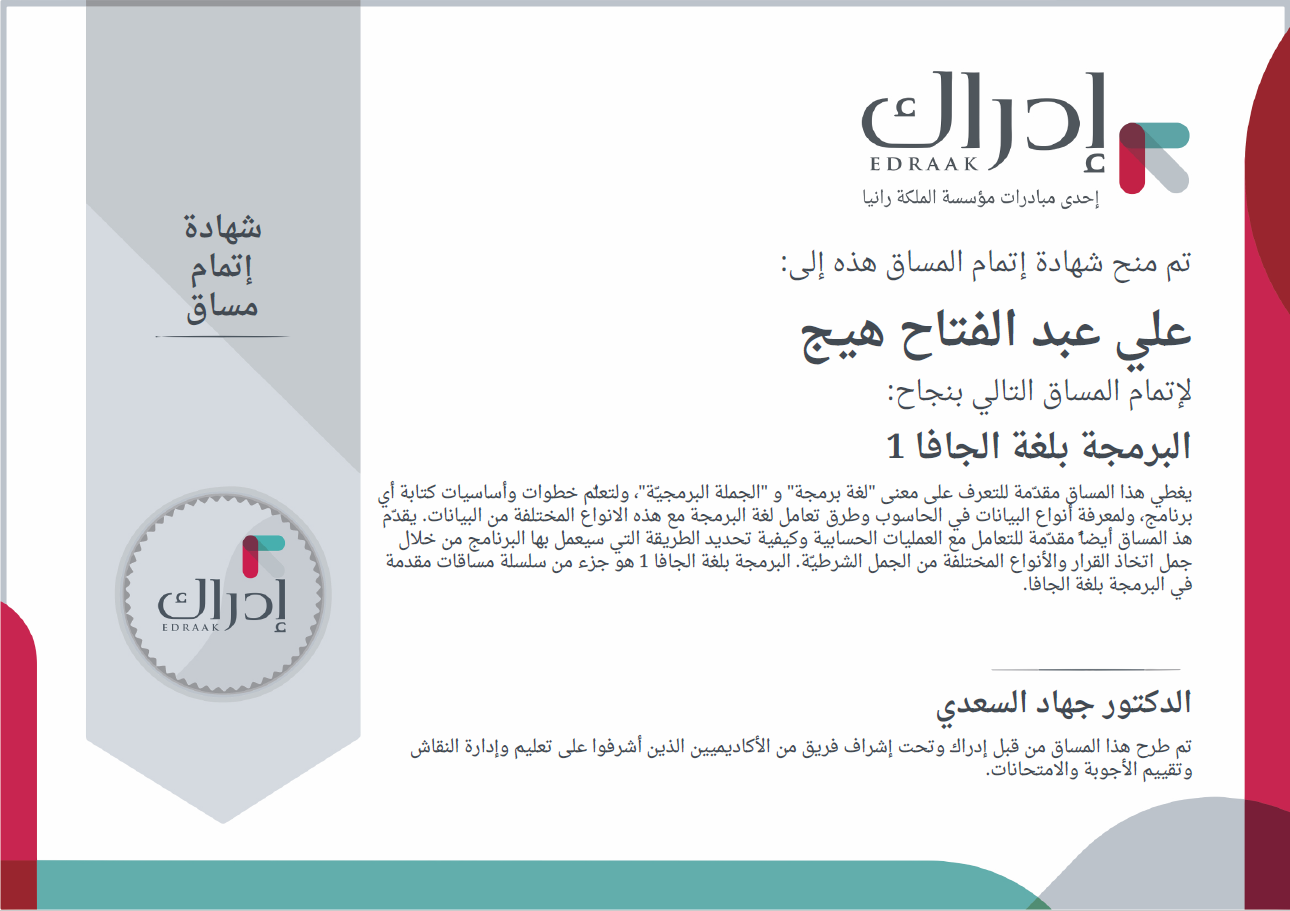 إدراك
EDRAAK
إحدى مبادرات مؤسسة الملكة رانيا
شهادة
إتمام
مساق
تم منح شهادة إتمام المساق هذه إلى:
علي عبد الفتاح هيج
لإتمام المساق التالي بنجاح:
البرمجة بلغة الجافا 1
يغطي هذا المساق مقدّمة للتعرف على معنى "لغة برمجة" و "الجملة البرمجيّة"، ولتعلّم خطوات وأساسيات كتابة أي
برنامج، ولمعرفة أنواع البيانات في الحاسوب وطرق تعامل لغة البرمجة مع هذه الانواع المختلفة من البيانات. يقدّم
هذ المساق أيضاً مقدّمة للتعامل مع العمليات الحسابية وكيفية تحديد الطريقة التي سيعمل بها البرنامج من خلال
جمل اتخاذ القرار والأنواع المختلفة من الجمل الشرطيّة. البرمجة بلغة الجافا 1 هو جزء من سلسلة مساقات مقدمة
في البرمجة بلغة الجافا.
إدراك
EDRAAK
الدكتور جهاد السعدي
تم طرح هذا المساق من قبل إدراك وتحت إشراف فريق من الأكاديميين الذين أشرفوا على تعليم وإدارة النقاش
وتقييم الأجوبة والامتحانات.